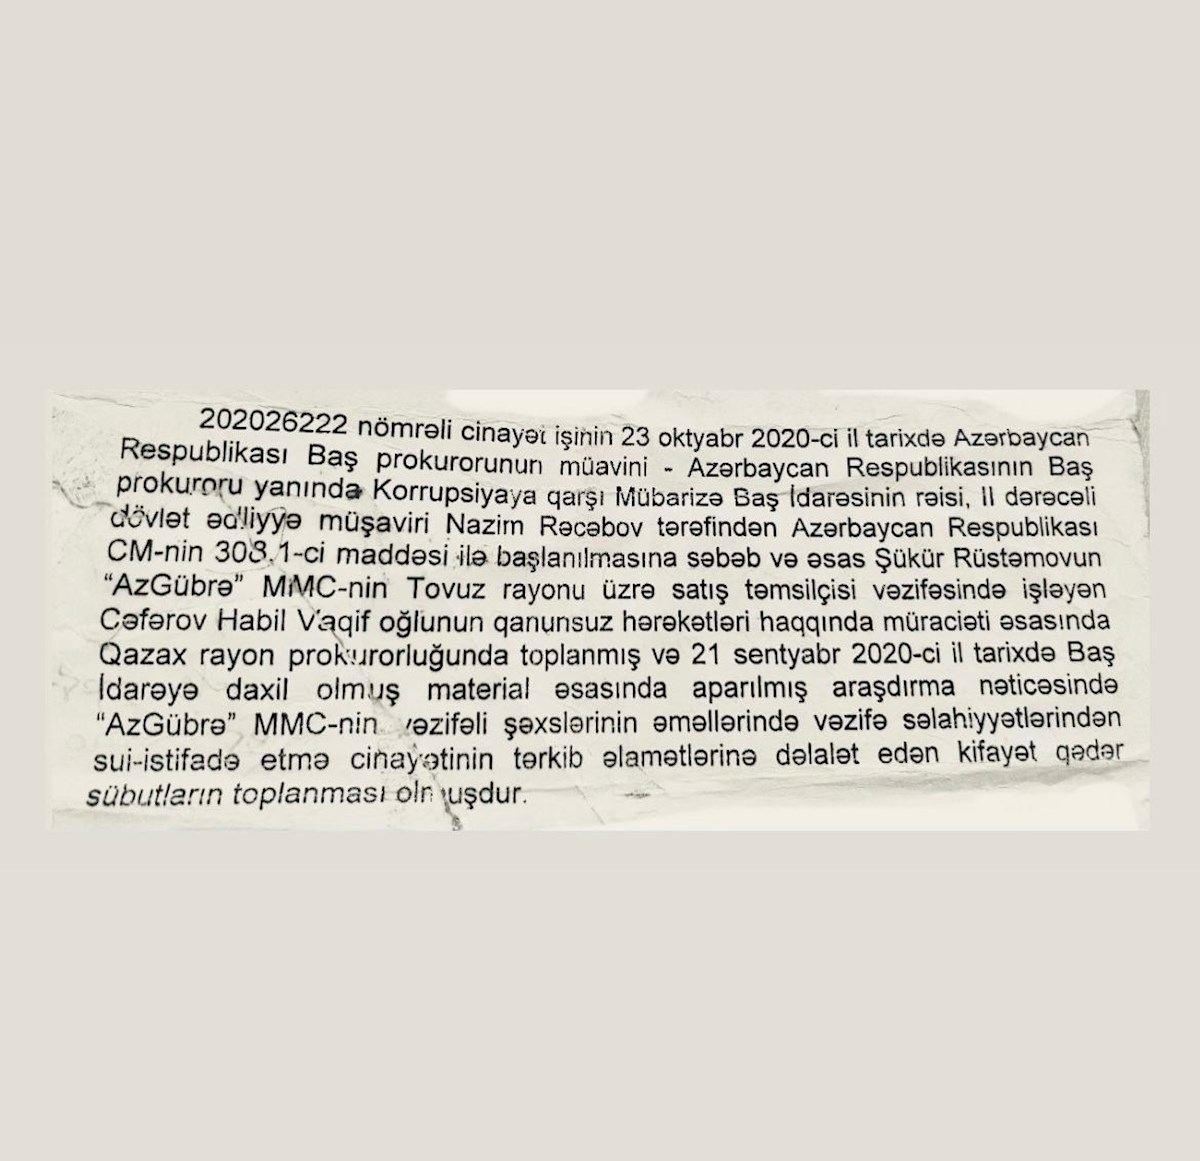 202026222 nömrəli cinayət işinin 23 oktyabr 2020-ci il tarixdə Azərbaycan
Respublikası Baş prokurorunun müavini - Azərbaycan Respublikasının Baş
prokuroru yanında Korrupsiyaya qarşı Mübarizə Baş İdarəsinin rəisi, II dərəcəli
dövlət ədliyyə müşaviri Nazim Rəcəbov tərəfindən Azərbaycan Respublikası
CM-nin 308.1-ci maddəsi ilə başlanılmasına səbəb və əsas Şükür Rüstəmovun
“AzGübrə” MMC-nin Tovuz rayonu üzrə satış təmsilçisi vəzifəsində işləyən
Cəfərov Habil Vaqif oğlunun qanunsuz hərəkətləri haqqında müraciəti əsasında
Qazax rayon prokurorluğunda toplanmış və 21 sentyabr 2020-ci il tarixdə Baş
İdarəyə daxil olmuş material əsasında aparılmış araşdırma nəticəsində
“AzGübrə” MMC-nin vəzifəli şəxslərinin əməllərində vəzifə səlahiyyətlərindən
sui-istifadə etmə cinayətinin tərkib əlamətlərinə dəlalət edən kifayət qədər
sübutların toplanması olmuşdur.